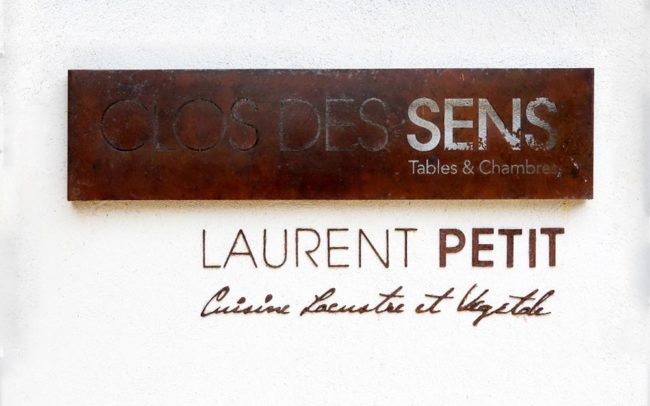 CLOS DES SENS
Tables & Chambres
LAURENT PETIT
Cuisine Lacustre et Végétale